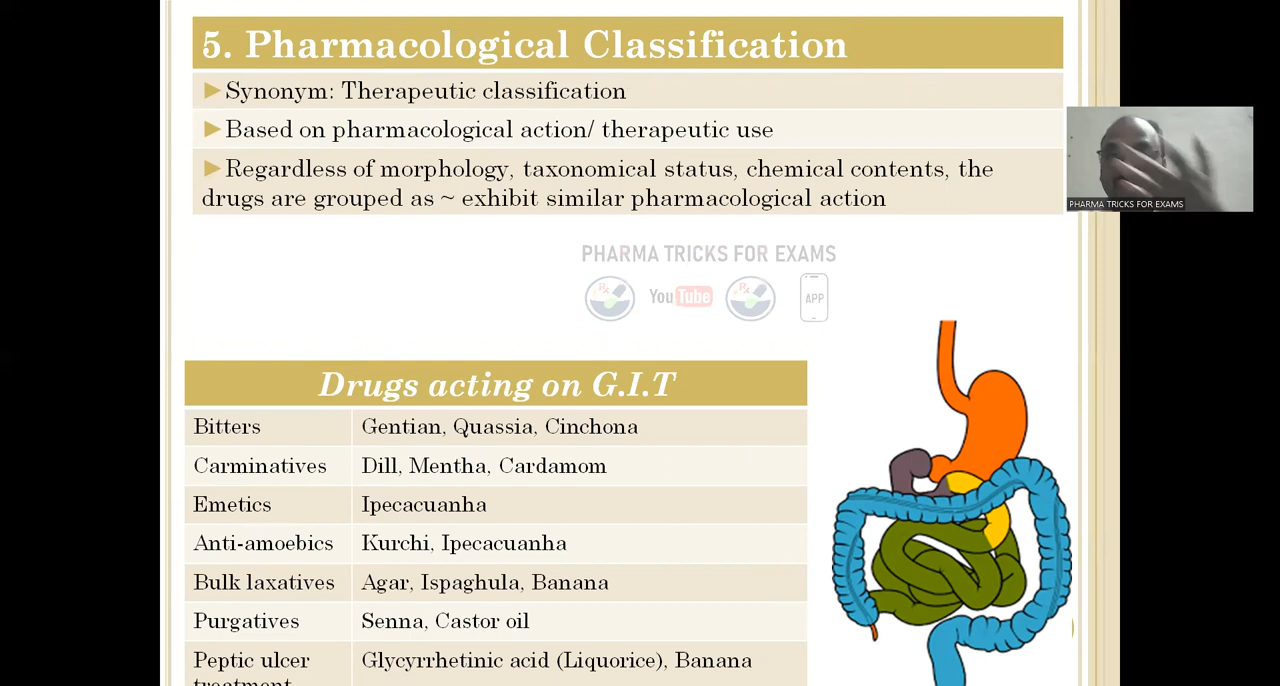 5. Pharmacological Classification
▶Synonym: Therapeutic classification
▶Based on pharmacological action/ therapeutic use
▶Regardless of morphology, taxonomical status, chemical contents, the
drugs are grouped as ~ exhibit similar pharmacological action
PHARMA TRICKS FOR EXAMS
PHARMA TRICKS FOR EXAMS
Rx YouTube Rx APP
Drugs acting on G.I.T
Bitters Gentian, Quassia, Cinchona
Carminatives Dill, Mentha, Cardamom
Emetics Ipecacuanha
Anti-amoebics Kurchi, Ipecacuanha
Bulk laxatives Agar, Ispaghula, Banana
Purgatives Senna, Castor oil
Peptic ulcer Glycyrrhetinic acid (Liquorice), Banana
treatment